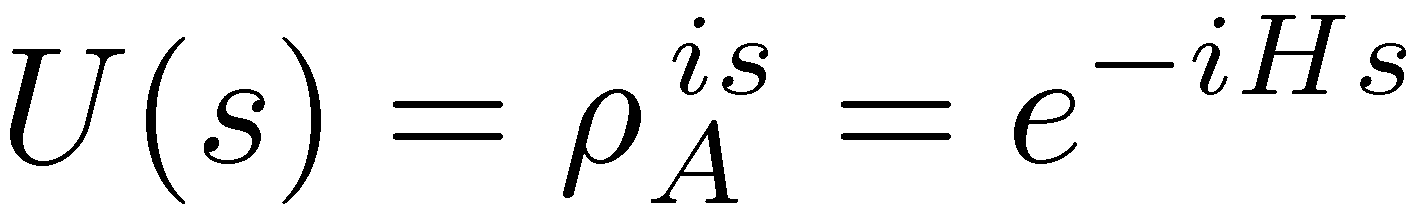 U(s) = ρ_A^{is} = e^{-iHs}